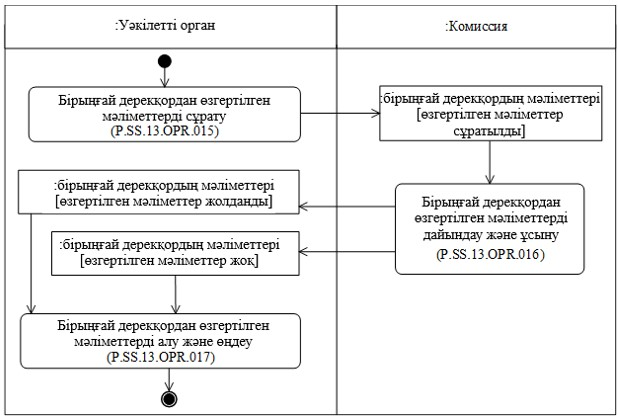 :Уәкілетті орган
:Комиссия
Бірыңғай дерекқордан өзгертілген
мәліметтерді сұрату
(P.SS.13.OPR.015)
:бірыңғай дерекқордың мәліметтері
[өзгертілген мәліметтер
сұратылды]
:бірыңғай дерекқордың мәліметтері
[өзгертілген мәліметтер жолданды]
Бірыңғай дерекқордан
өзгертілген мәліметтерді
дайындау және ұсыну
(P.SS.13.OPR.016)
:бірыңғай дерекқордың мәліметтері
[өзгертілген мәліметтер жоқ]
Бірыңғай дерекқордан өзгертілген
мәліметтерді алу және өңдеу
(P.SS.13.OPR.017)